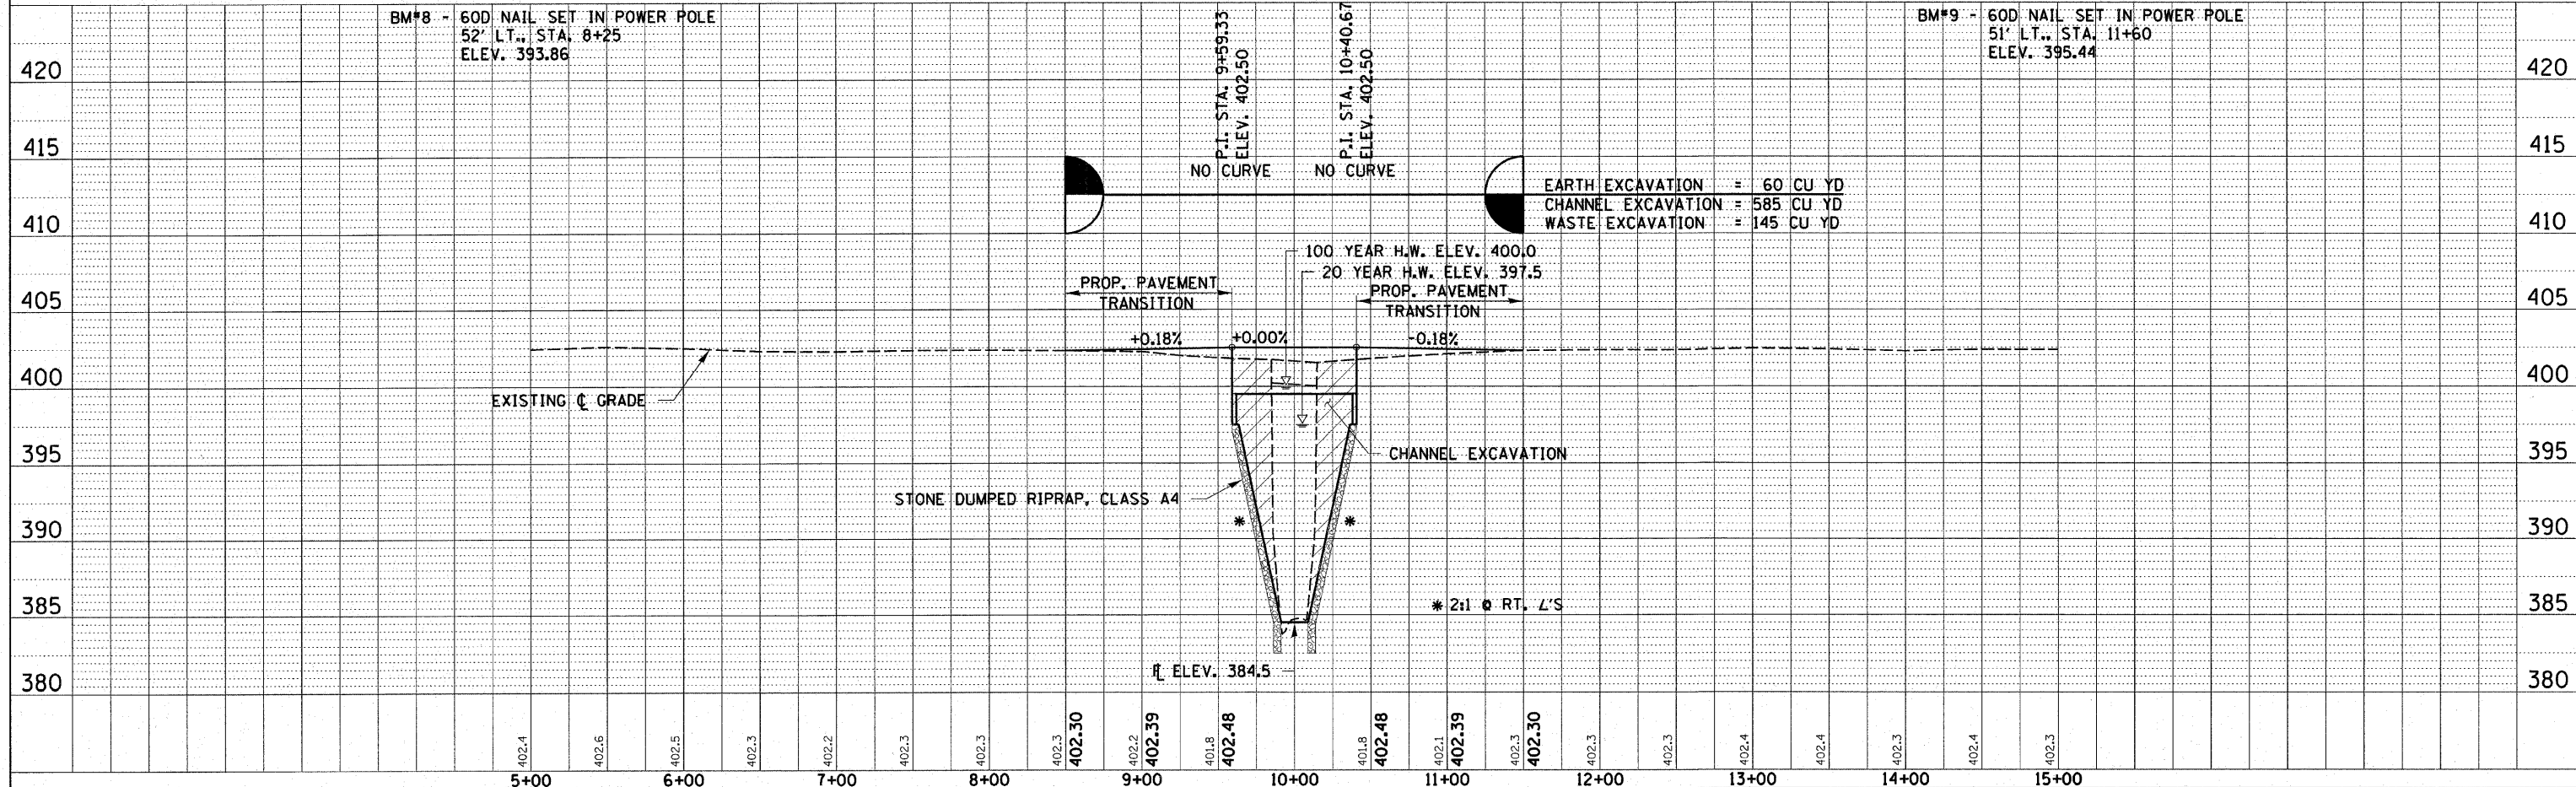 BM#8 - 60D NAIL SET IN POWER POLE
52' LT., STA. 8+25
ELEV. 393.86
P.I. STA. 9+59.33
ELEV. 402.50
P.I. STA. 10+40.67
ELEV. 402.50
BM#9 - 60D NAIL SET IN POWER POLE
51' LT., STA. 11+60
ELEV. 395.44
420 420
415 415
NO CURVE NO CURVE
EARTH EXCAVATION = 60 CU YD
CHANNEL EXCAVATION = 585 CU YD
WASTE EXCAVATION = 145 CU YD
410 410
100 YEAR H.W. ELEV. 400.0
20 YEAR H.W. ELEV. 397.5
PROP. PAVEMENT
TRANSITION
PROP. PAVEMENT
TRANSITION
405 405
+0.18% +0.00% -0.18%
400 400
EXISTING ℄ GRADE
CHANNEL EXCAVATION
395 395
STONE DUMPED RIPRAP, CLASS A4
* *
390 390
* 2:1 @ RT. ∠'S
385 385
FL ELEV. 384.5
380 380
402.4 402.6 402.5 402.3 402.2 402.3 402.3 402.3 402.30 402.2 402.39 401.8 402.48 401.8 402.48 402.1 402.39 402.3 402.30 402.3 402.3 402.4 402.4 402.3 402.4 402.3
5+00 6+00 7+00 8+00 9+00 10+00 11+00 12+00 13+00 14+00 15+00